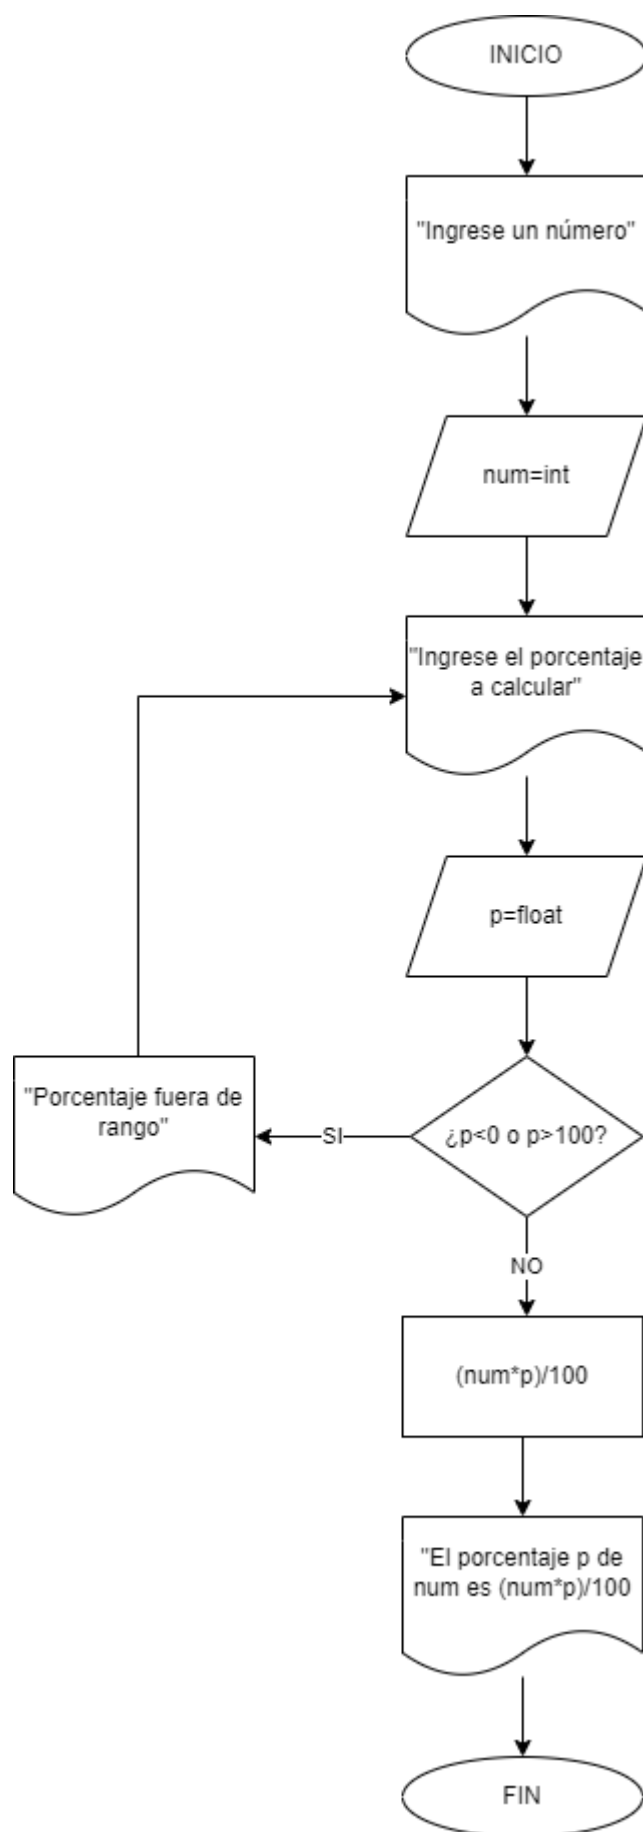 INICIO
"Ingrese un número"
num=int
"Ingrese el porcentaje
a calcular"
p=float
¿p<0 o p>100?
SI
"Porcentaje fuera de
rango"
NO
(num*p)/100
"El porcentaje p de
num es (num*p)/100
FIN